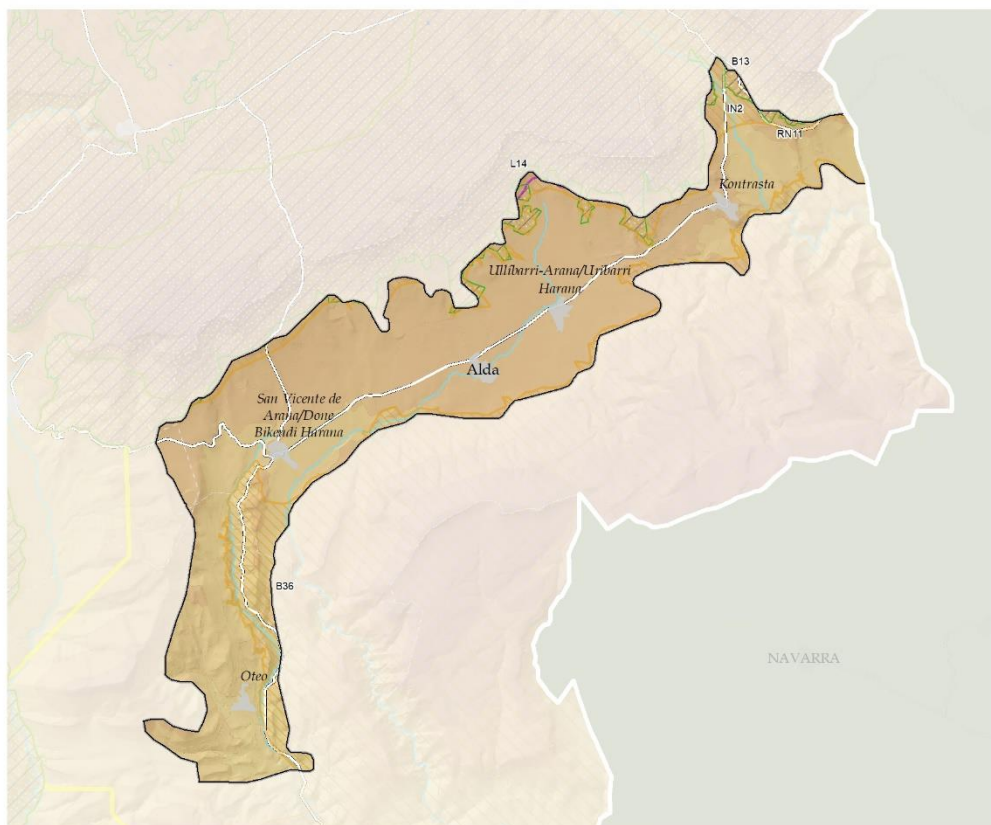 B13
IN2
RN11
L14
Kontrasta
Ullíbarri-Arana/Uribarri
Harana
Alda
San Vicente de
Arana/Done
Bikendi Harana
B36
Oteo
NAVARRA